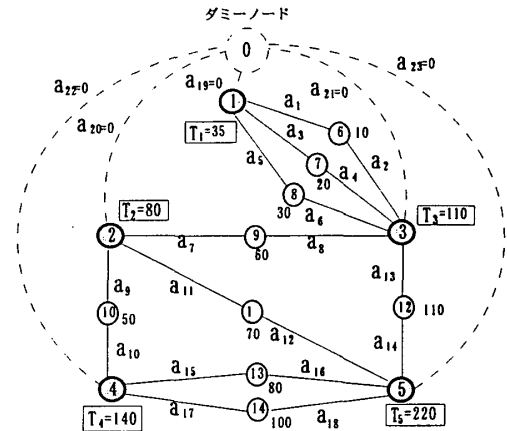 ダミーノード
0
a22=0
a20=0
a19=0
a21=0
a23=0
1
T1=35
a1
a3
a5
6 10
a2
7
20
a4
8
30
a6
T2=80
T3=110
2
a7
9
60
a8
3
a9
a11
a13
10
50
1
70
a12
12 110
a10
a14
a15
13
80
a16
4
5
a17
14
100
a18
T4=140
T5=220